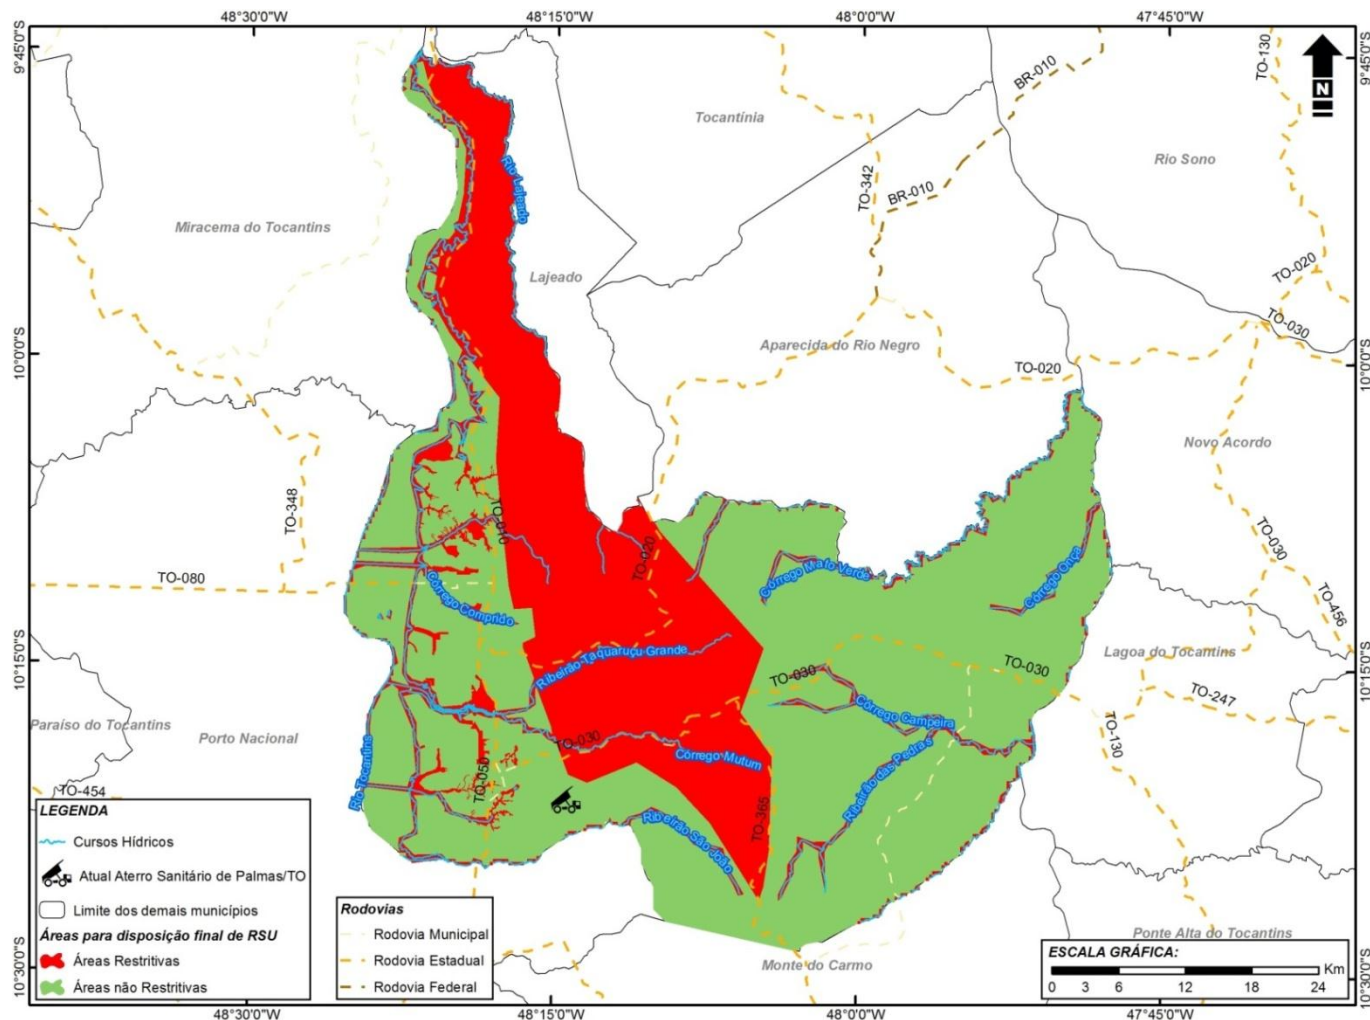 48°30'0"W
48°15'0"W
48°0'0"W
47°45'0"W
9°45'0"S
9°45'0"S
N
TO-130
BR-010
Tocantínia
Rio Sono
TO-342
BR-010
Rio Lajeado
Miracema do Tocantins
Lajeado
TO-020
TO-030
10°0'0"S
10°0'0"S
Aparecida do Rio Negro
TO-020
Novo Acordo
TO-348
TO-010
TO-020
TO-030
TO-080
Córrego Comprido
Córrego Mato Verde
Córrego Onça
TO-456
10°15'0"S
10°15'0"S
Ribeirão Taquaruçu Grande
Lagoa do Tocantins
TO-030
TO-030
TO-247
Paraíso do Tocantins
Porto Nacional
Córrego Campeira
TO-130
TO-030
Córrego Mutum
Ribeirão das Pedras
Rio Tocantins
TO-050
TO-454
TO-365
Ribeirão São João
LEGENDA
Cursos Hídricos
Atual Aterro Sanitário de Palmas/TO
Limite dos demais municípios
Áreas para disposição final de RSU
Áreas Restritivas
Áreas não Restritivas
Rodovias
Rodovia Municipal
Rodovia Estadual
Rodovia Federal
Monte do Carmo
Ponte Alta do Tocantins
ESCALA GRÁFICA:
Km
0 3 6 12 18 24
10°30'0"S
10°30'0"S
48°30'0"W
48°15'0"W
48°0'0"W
47°45'0"W